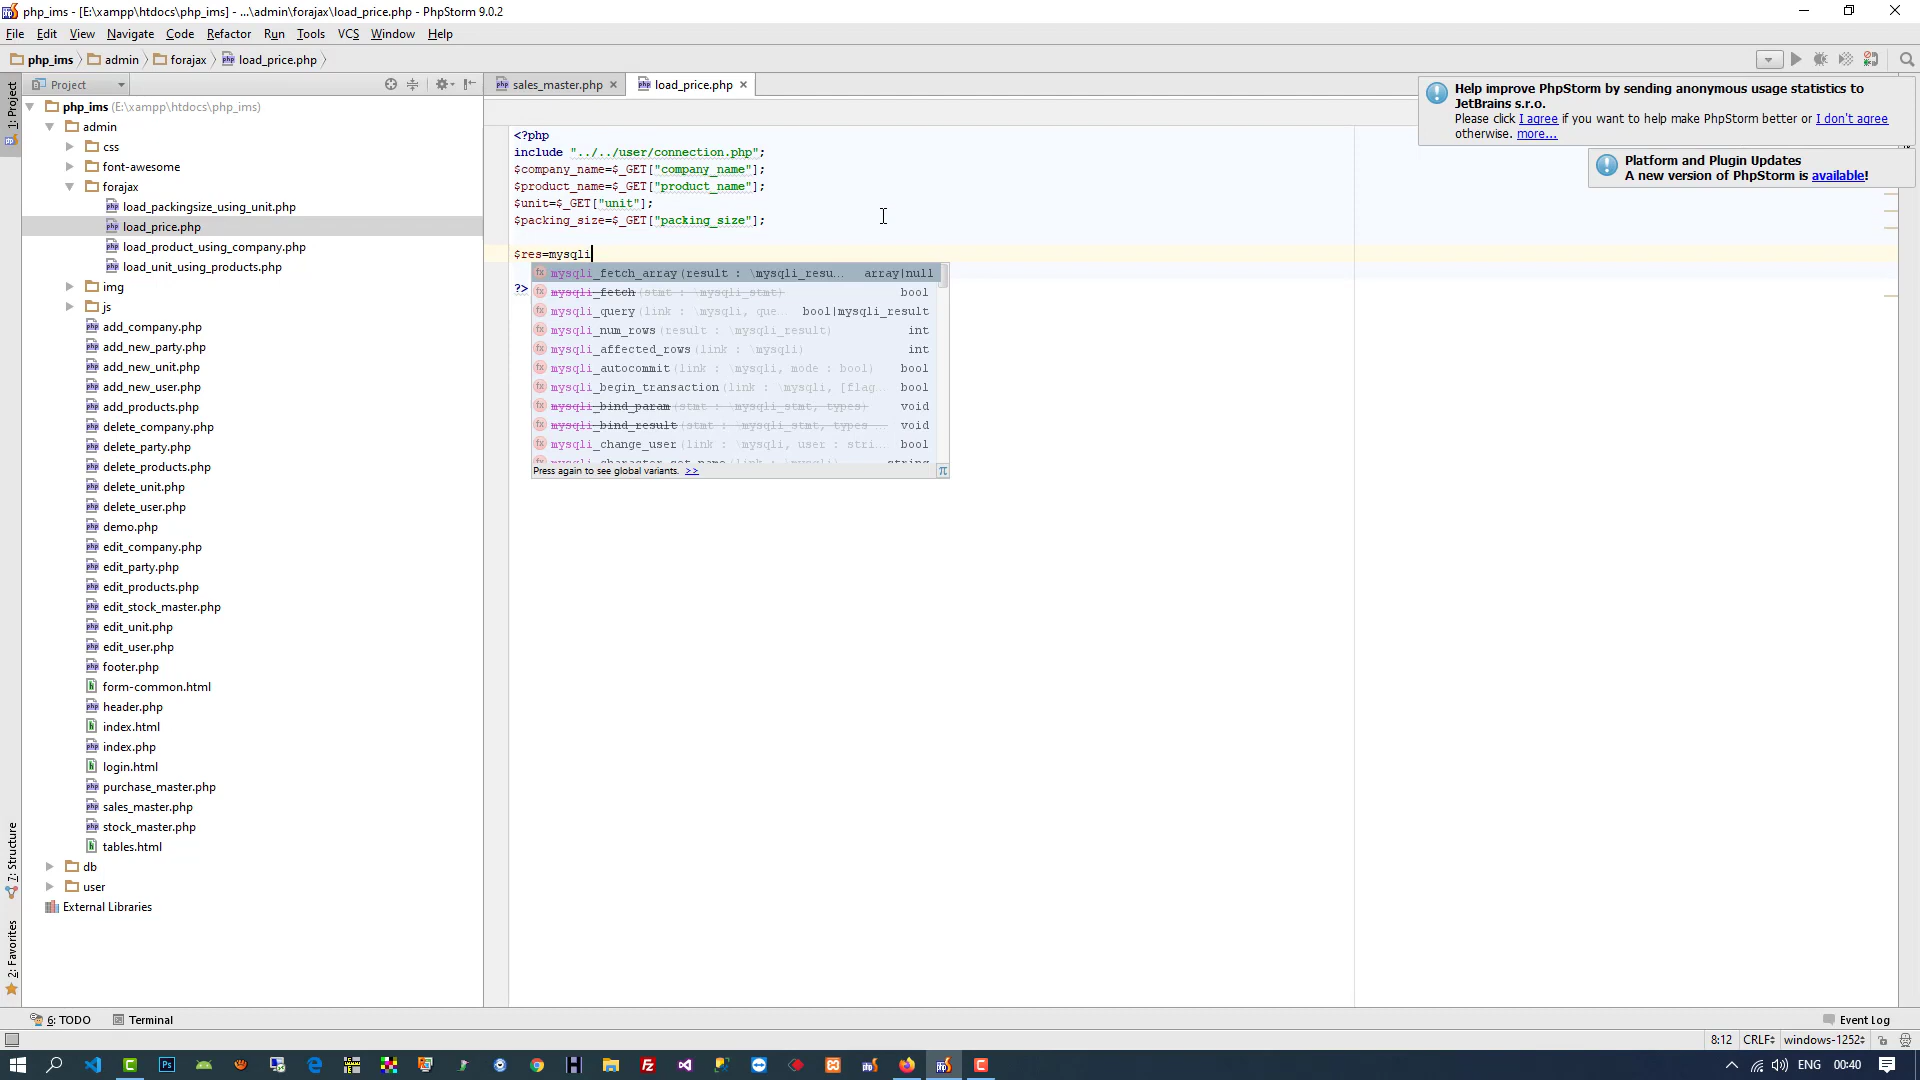 php_ims - [E:\xampp\htdocs\php_ims] - ...\admin\forajax\load_price.php - PhpStorm 9.0.2
File Edit View Navigate Code Refactor Run Tools VCS Window Help
php_ims admin forajax load_price.php
1: Project
Project
sales_master.php load_price.php
php_ims (E:\xampp\htdocs\php_ims)
admin
css
font-awesome
forajax
load_packingsize_using_unit.php
load_price.php
load_product_using_company.php
load_unit_using_products.php
img
js
add_company.php
add_new_party.php
add_new_unit.php
add_new_user.php
add_products.php
delete_company.php
delete_party.php
delete_products.php
delete_unit.php
delete_user.php
demo.php
edit_company.php
edit_party.php
edit_products.php
edit_stock_master.php
edit_unit.php
edit_user.php
footer.php
form-common.html
header.php
index.html
index.php
login.html
purchase_master.php
sales_master.php
stock_master.php
tables.html
db
user
External Libraries
7: Structure
2: Favorites
<?php
include "../../user/connection.php";
$company_name=$_GET["company_name"];
$product_name=$_GET["product_name"];
$unit=$_GET["unit"];
$packing_size=$_GET["packing_size"];
$res=mysqli
?>
mysqli_fetch_array(result : \mysqli_resu... array|null
mysqli_fetch(stmt : \mysqli_stmt) bool
mysqli_query(link : \mysqli, que... bool|mysqli_result
mysqli_num_rows(result : \mysqli_result) int
mysqli_affected_rows(link : \mysqli) int
mysqli_autocommit(link : \mysqli, mode : bool) bool
mysqli_begin_transaction(link : \mysqli, [flag... bool
mysqli_bind_param(stmt : \mysqli_stmt, types) void
mysqli_bind_result(stmt : \mysqli_stmt, types ... void
mysqli_change_user(link : \mysqli, user : stri... bool
mysqli_character_set_name(link : \mysqli) string
Press again to see global variants. >>
Help improve PhpStorm by sending anonymous usage statistics to
JetBrains s.r.o.
Please click I agree if you want to help make PhpStorm better or I don't agree
otherwise. more...
Platform and Plugin Updates
A new version of PhpStorm is available!
6: TODO Terminal
Event Log
8:12 CRLF windows-1252
ENG 00:40